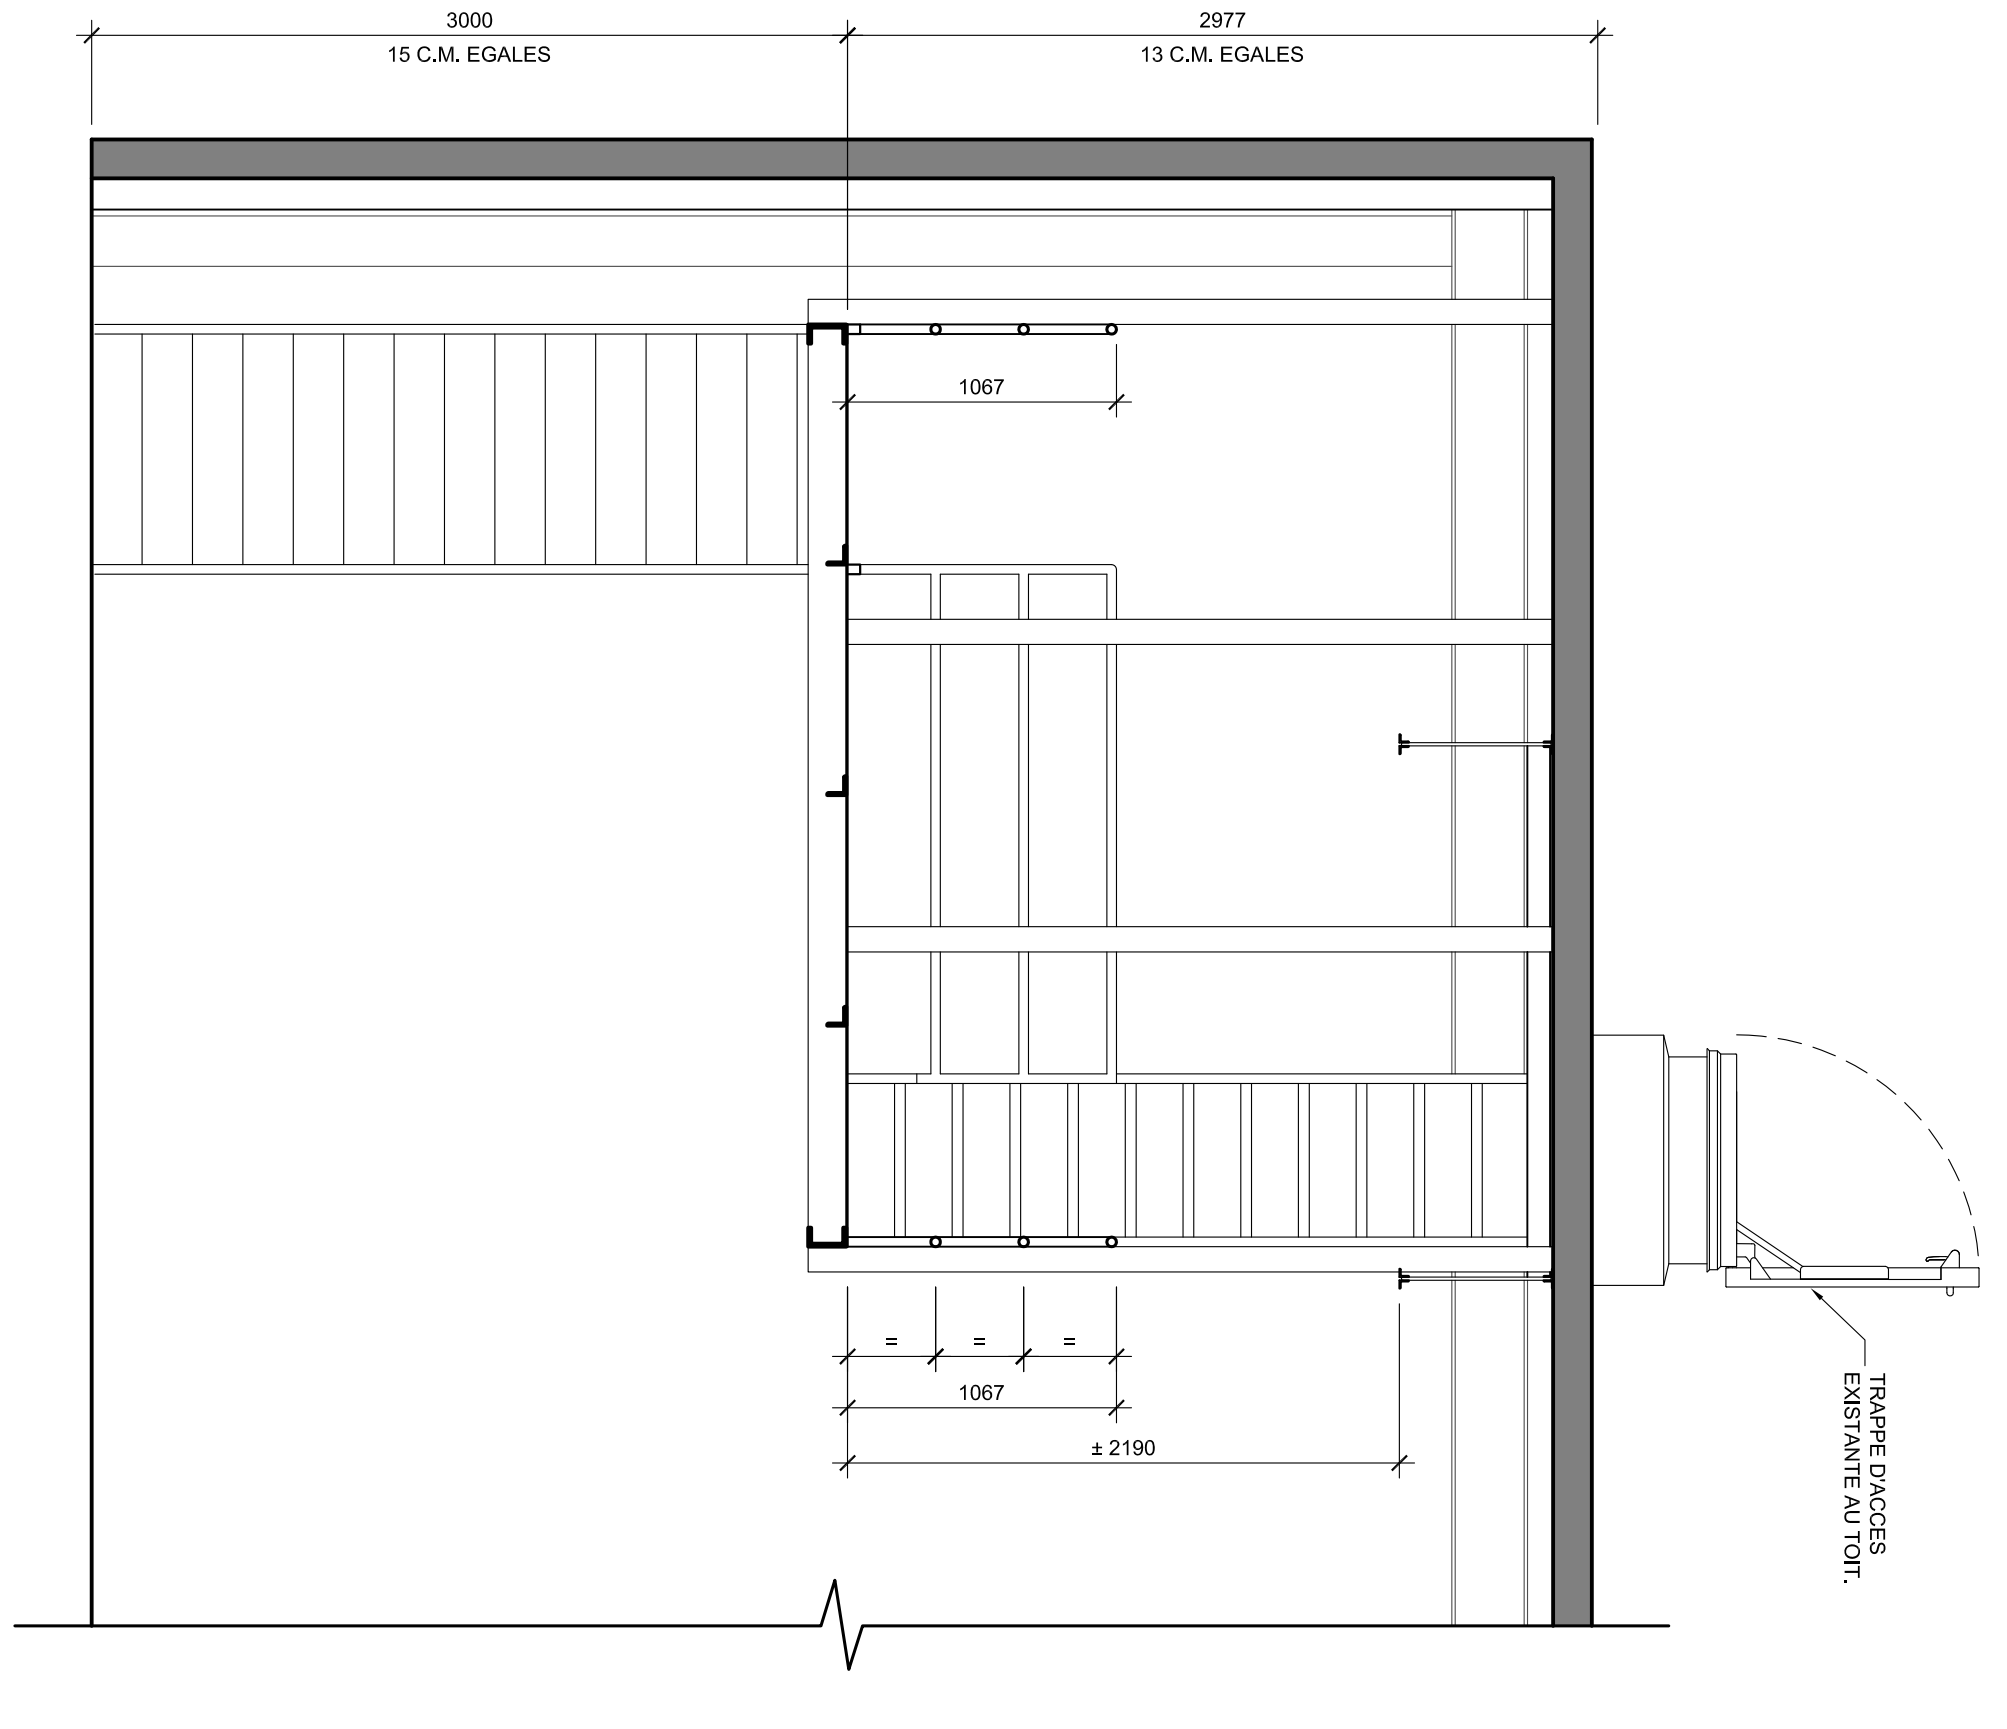 3000
15 C.M. EGALES
2977
13 C.M. EGALES
1067
= = =
1067
± 2190
TRAPPE D'ACCES
EXISTANTE AU TOIT.